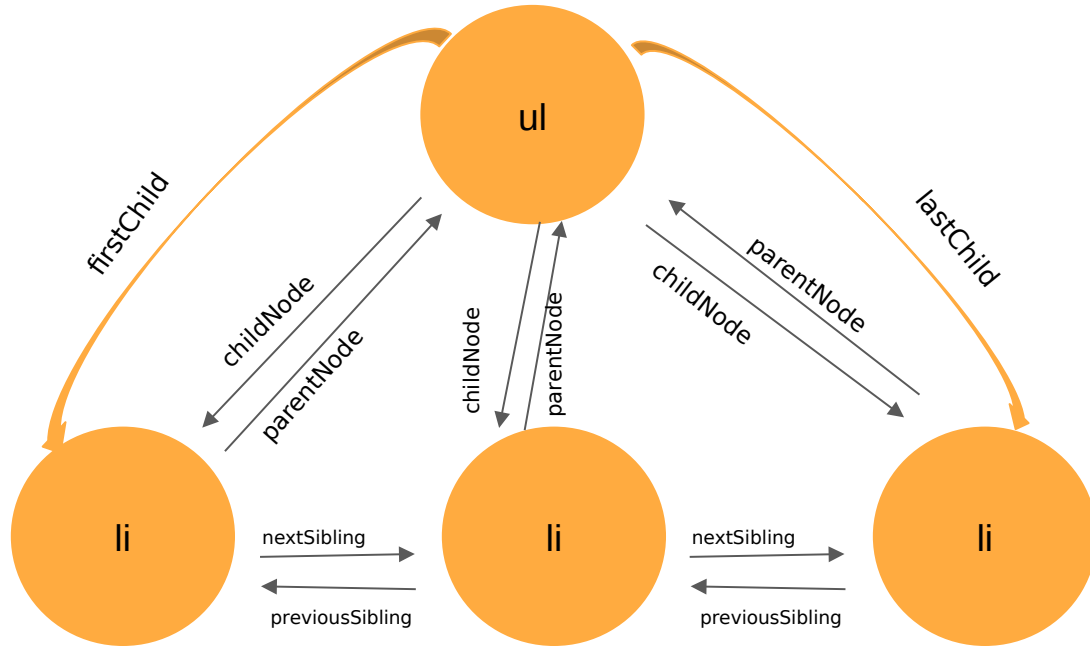 ul
firstChild
lastChild
childNode
parentNode
childNode
parentNode
parentNode
childNode
li
nextSibling
previousSibling
li
nextSibling
previousSibling
li